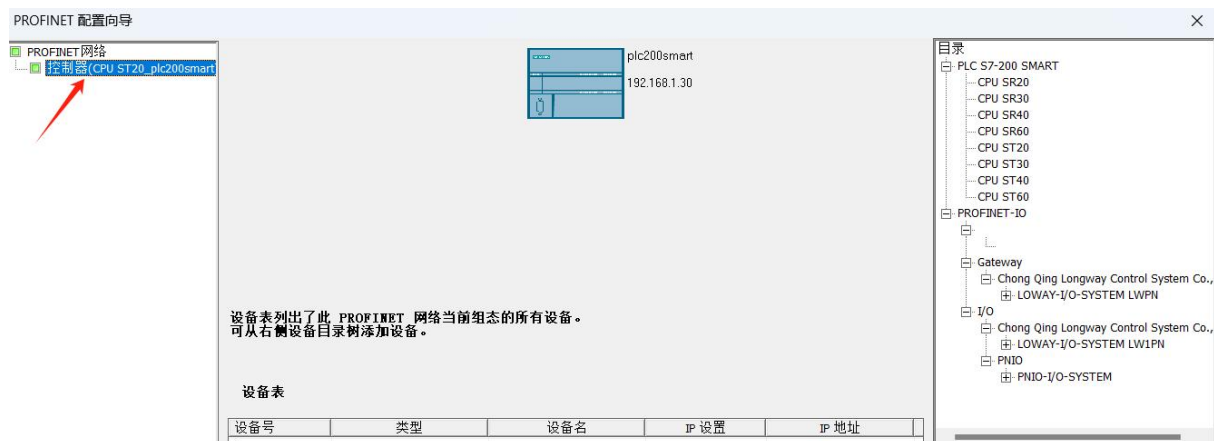 PROFINET 配置向导
PROFINET网络
控制器(CPU ST20_plc200smart
plc200smart
192.168.1.30
设备表列出了此 PROFINET 网络当前组态的所有设备。
可从右侧设备目录树添加设备。
设备表
设备号 类型 设备名 IP 设置 IP 地址
目录
PLC S7-200 SMART
CPU SR20
CPU SR30
CPU SR40
CPU SR60
CPU ST20
CPU ST30
CPU ST40
CPU ST60
PROFINET-IO
Gateway
Chong Qing Longway Control System Co.,
LOWAY-I/O-SYSTEM LWPN
I/O
Chong Qing Longway Control System Co.,
LOWAY-I/O-SYSTEM LW1PN
PNIO
PNIO-I/O-SYSTEM